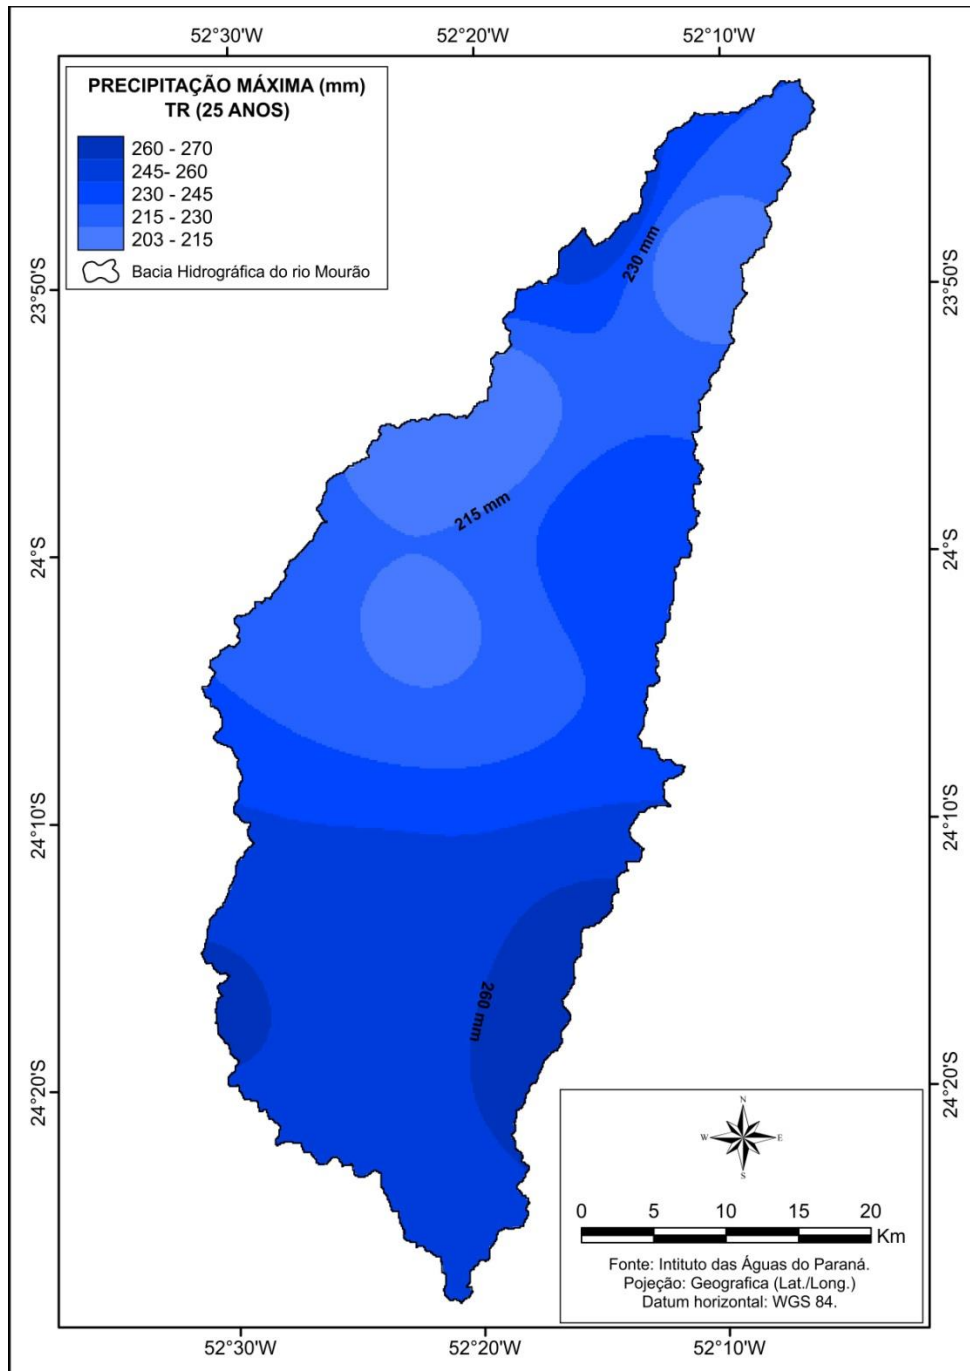 52°30'W 52°20'W 52°10'W
PRECIPITAÇÃO MÁXIMA (mm)
TR (25 ANOS)
260 - 270
245- 260
230 - 245
215 - 230
203 - 215
Bacia Hidrográfica do rio Mourão
230 mm
23°50'S 23°50'S
215 mm
24°S 24°S
24°10'S 24°10'S
260 mm
24°20'S 24°20'S
N
W E
S
0 5 10 15 20
Km
Fonte: Intituto das Águas do Paraná.
Pojeção: Geografica (Lat./Long.)
Datum horizontal: WGS 84.
52°30'W 52°20'W 52°10'W